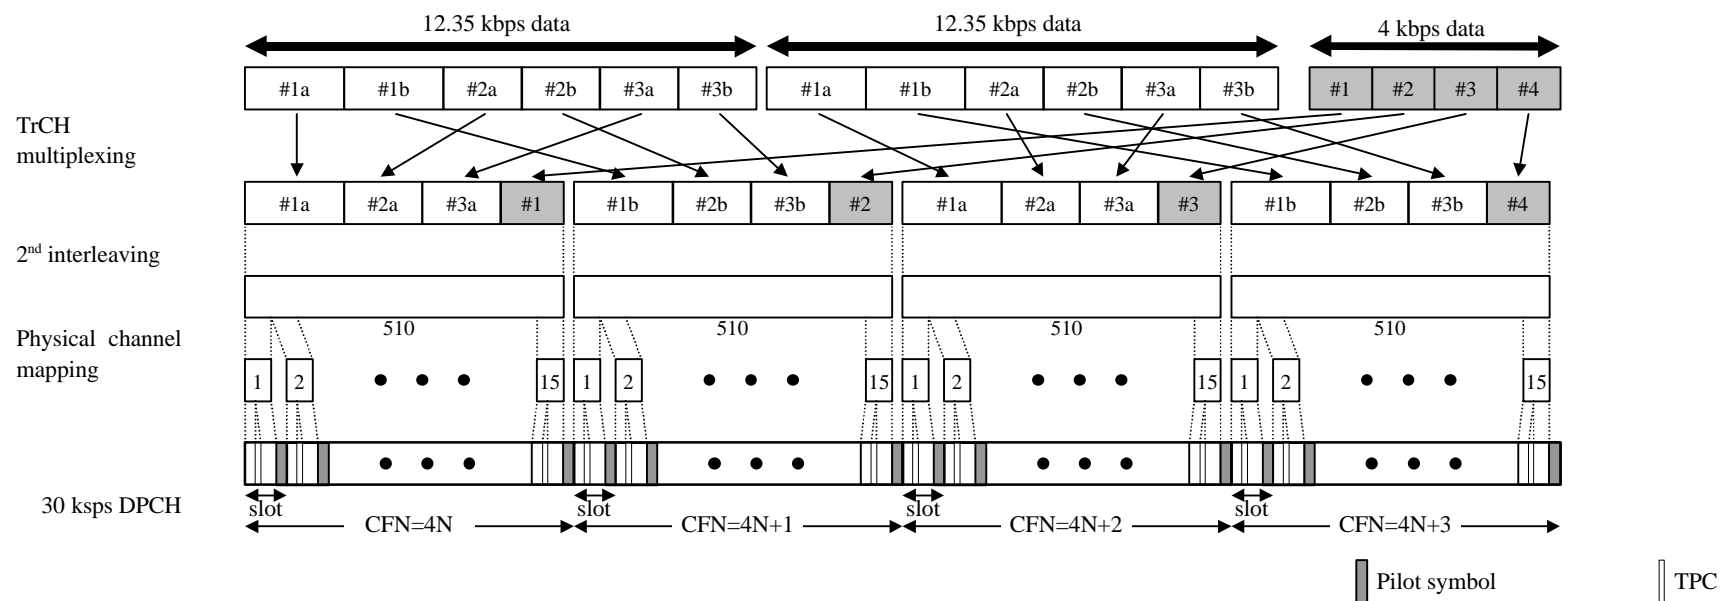 12.35 kbps data 12.35 kbps data 4 kbps data
#1a #1b #2a #2b #3a #3b #1a #1b #2a #2b #3a #3b #1 #2 #3 #4
TrCH
multiplexing
#1a #2a #3a #1 #1b #2b #3b #2 #1a #2a #3a #3 #1b #2b #3b #4
2nd interleaving
510 510 510 510
Physical channel
mapping
1 2 15 1 2 15 1 2 15 1 2 15
30 ksps DPCH
slot slot slot slot
CFN=4N CFN=4N+1 CFN=4N+2 CFN=4N+3
Pilot symbol TPC